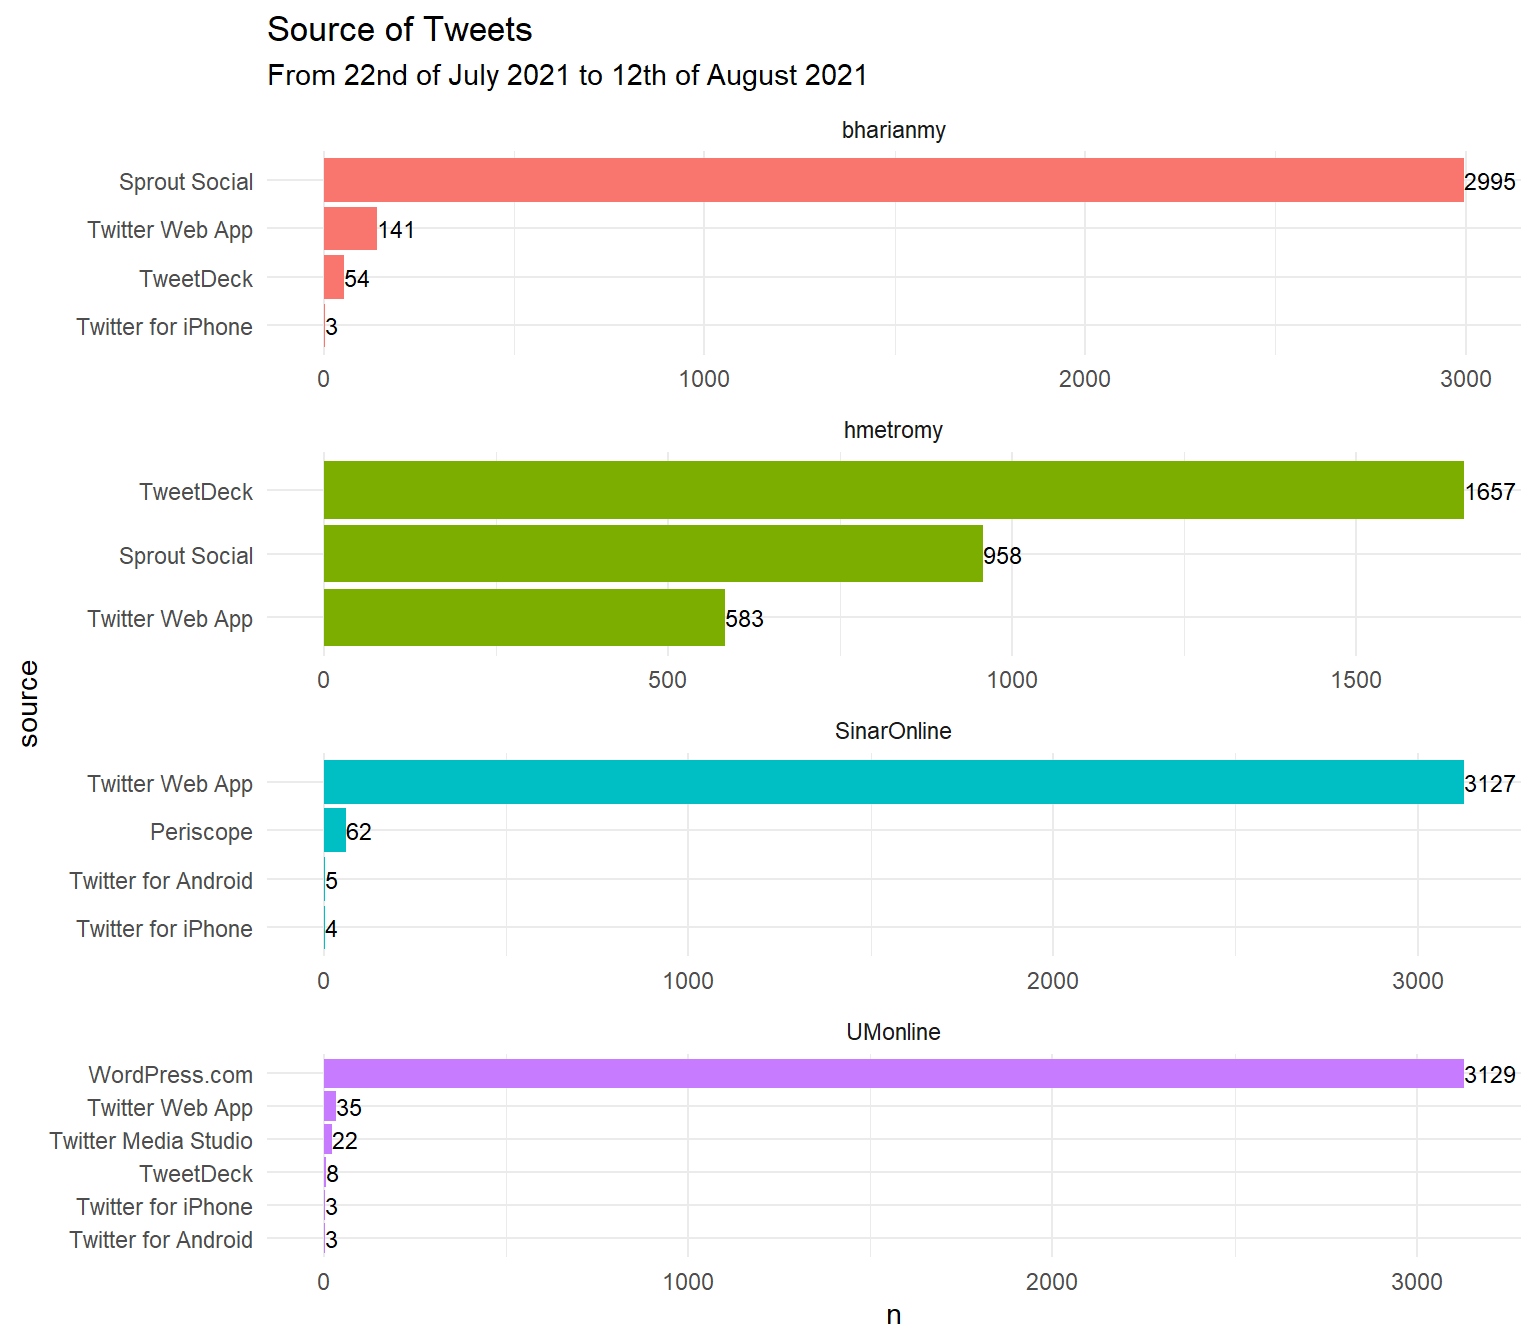 Source of Tweets
From 22nd of July 2021 to 12th of August 2021
bharianmy
Sprout Social 2995
Twitter Web App 141
TweetDeck 54
Twitter for iPhone 3
0 1000 2000 3000
hmetromy
TweetDeck 1657
Sprout Social 958
Twitter Web App 583
0 500 1000 1500
source
SinarOnline
Twitter Web App 3127
Periscope 62
Twitter for Android 5
Twitter for iPhone 4
0 1000 2000 3000
UMonline
WordPress.com 3129
Twitter Web App 35
Twitter Media Studio 22
TweetDeck 8
Twitter for iPhone 3
Twitter for Android 3
0 1000 2000 3000
n